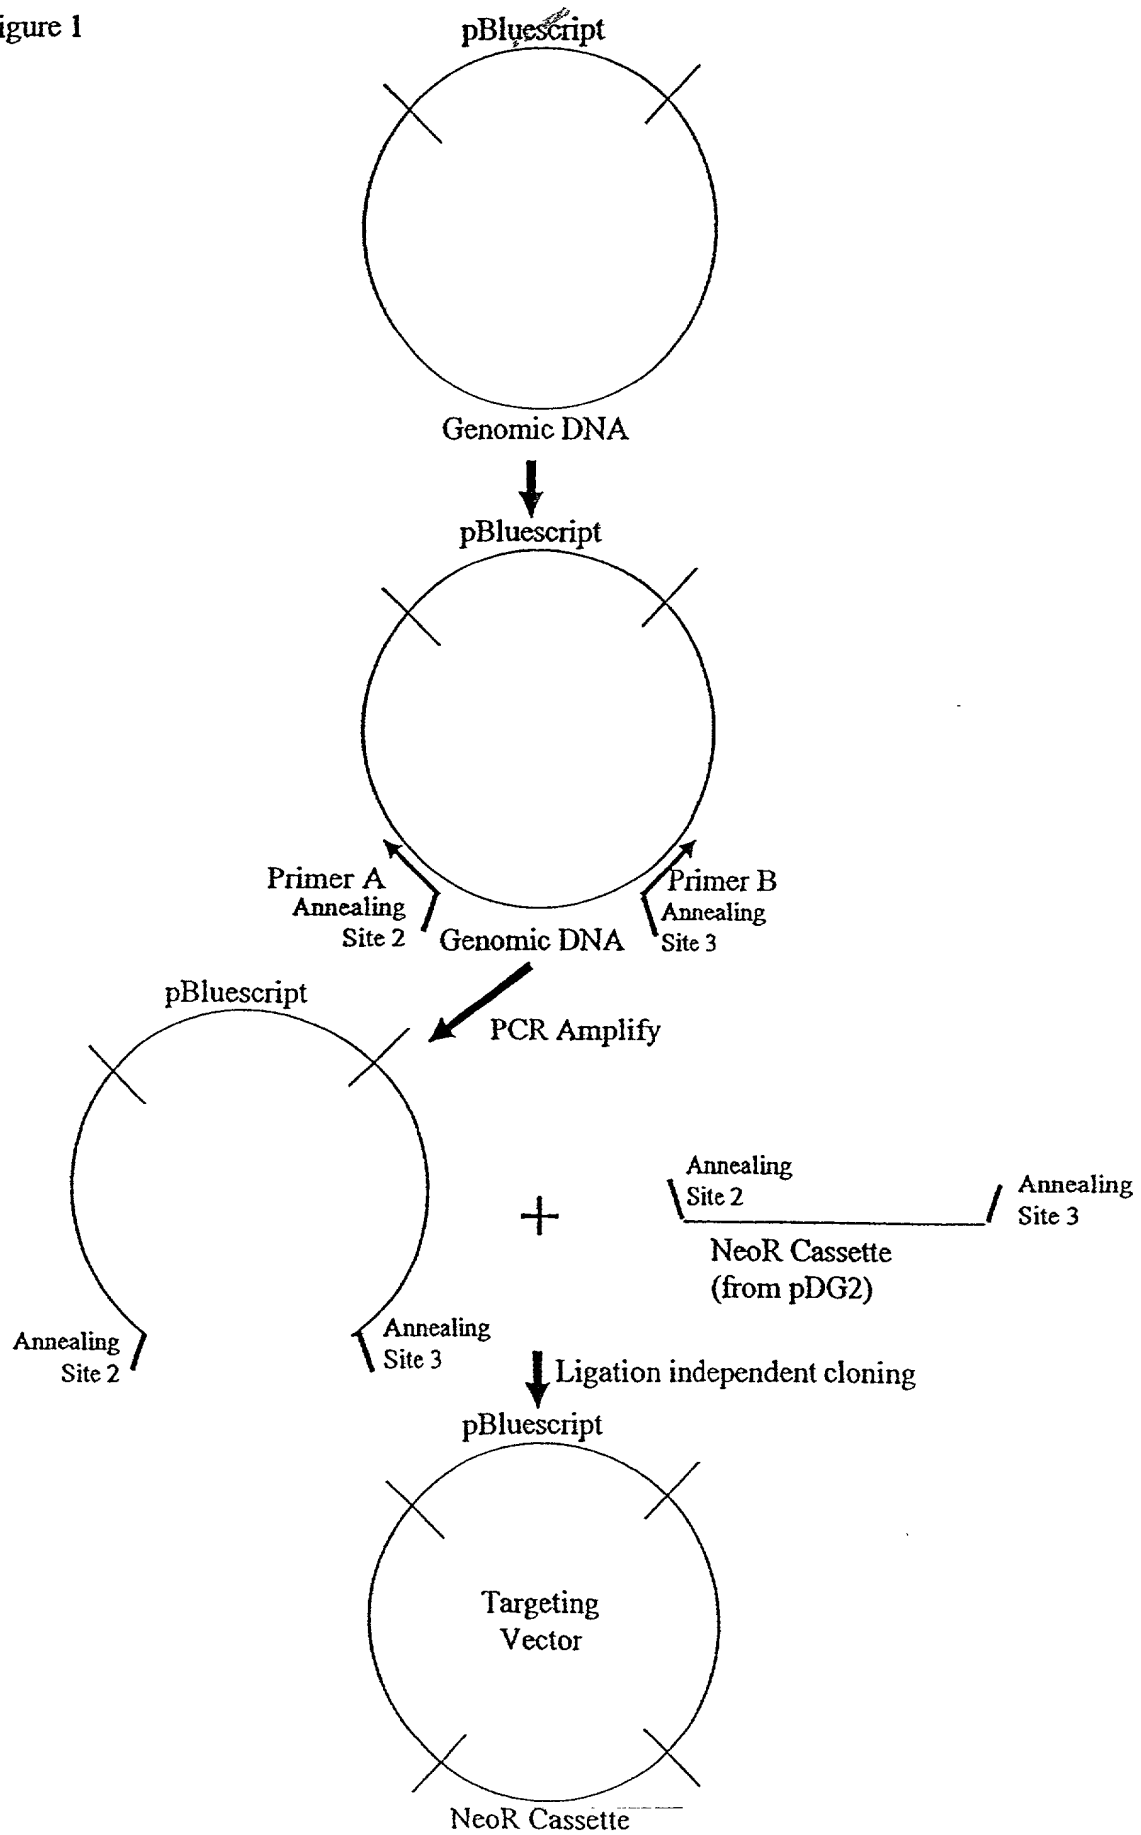 igure 1
pBluescript
Genomic DNA
pBluescript
Primer A
Annealing
Site 2
Primer B
Annealing
Site 3
Genomic DNA
pBluescript
PCR Amplify
Annealing
Site 2
Annealing
Site 3
NeoR Cassette
(from pDG2)
Annealing
Site 2
Annealing
Site 3
Ligation independent cloning
pBluescript
Targeting
Vector
NeoR Cassette